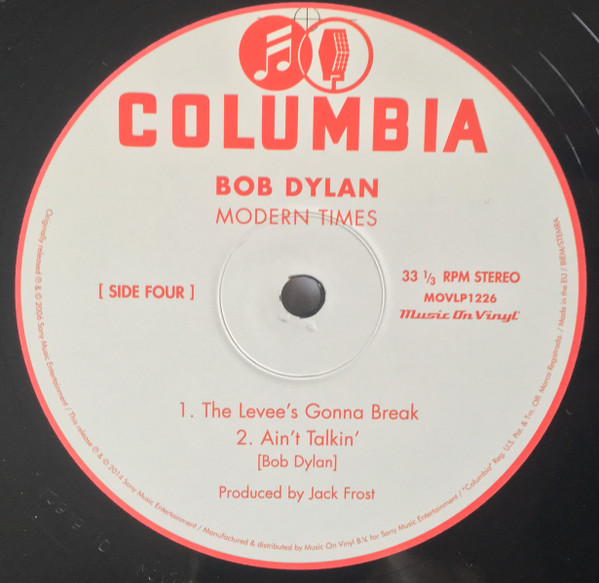 COLUMBIA
BOB DYLAN
MODERN TIMES
[ SIDE FOUR ]
33 1/3 RPM STEREO
MOVLP1226
Music On Vinyl
1. The Levee's Gonna Break
2. Ain't Talkin'
[Bob Dylan]
Produced by Jack Frost
Originally released ℗ & © 2006 Sony Music Entertainment / This release ℗ & © 2014 Sony Music Entertainment / Manufactured & distributed by Music On Vinyl B.V. for Sony Music Entertainment / "Columbia" Reg. U.S. Pat. & Tm. Off. Marca Registrada. / Made in the EU / BIEM/STEMRA